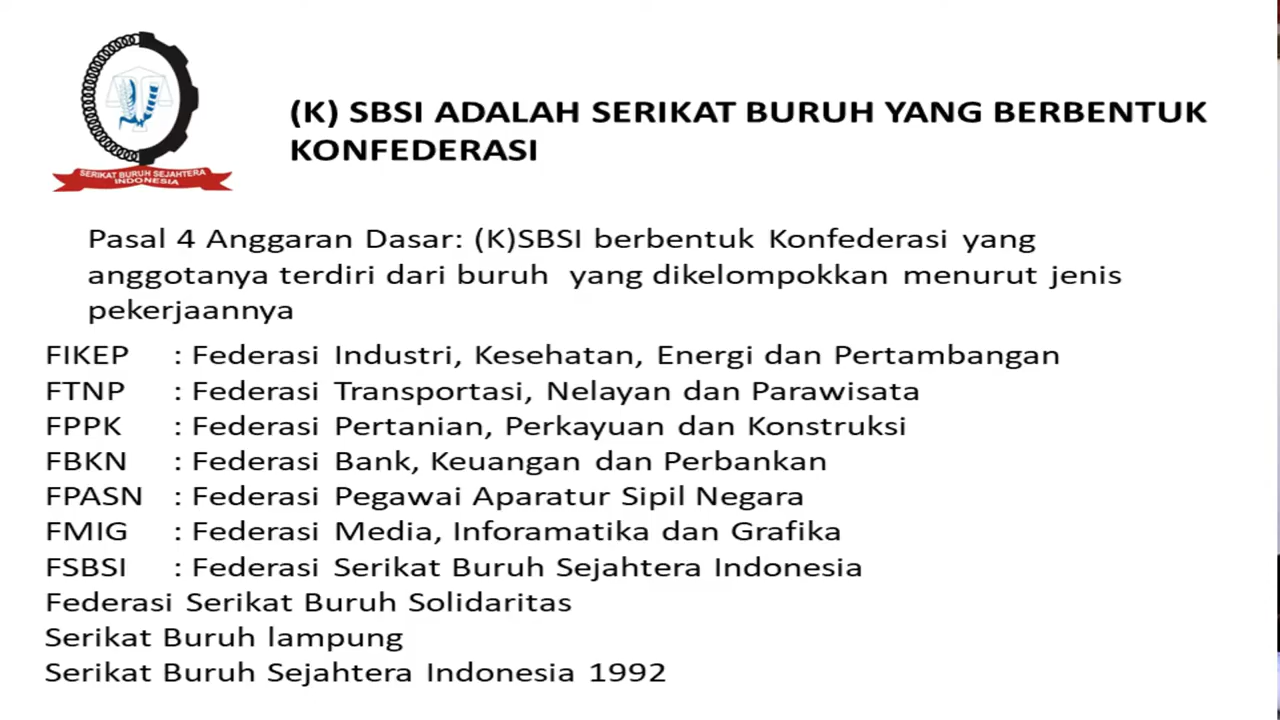 SERIKAT BURUH SEJAHTERA
INDONESIA
(K) SBSI ADALAH SERIKAT BURUH YANG BERBENTUK
KONFEDERASI
Pasal 4 Anggaran Dasar: (K)SBSI berbentuk Konfederasi yang
anggotanya terdiri dari buruh yang dikelompokkan menurut jenis
pekerjaannya
FIKEP : Federasi Industri, Kesehatan, Energi dan Pertambangan
FTNP : Federasi Transportasi, Nelayan dan Parawisata
FPPK : Federasi Pertanian, Perkayuan dan Konstruksi
FBKN : Federasi Bank, Keuangan dan Perbankan
FPASN : Federasi Pegawai Aparatur Sipil Negara
FMIG : Federasi Media, Inforamatika dan Grafika
FSBSI : Federasi Serikat Buruh Sejahtera Indonesia
Federasi Serikat Buruh Solidaritas
Serikat Buruh lampung
Serikat Buruh Sejahtera Indonesia 1992